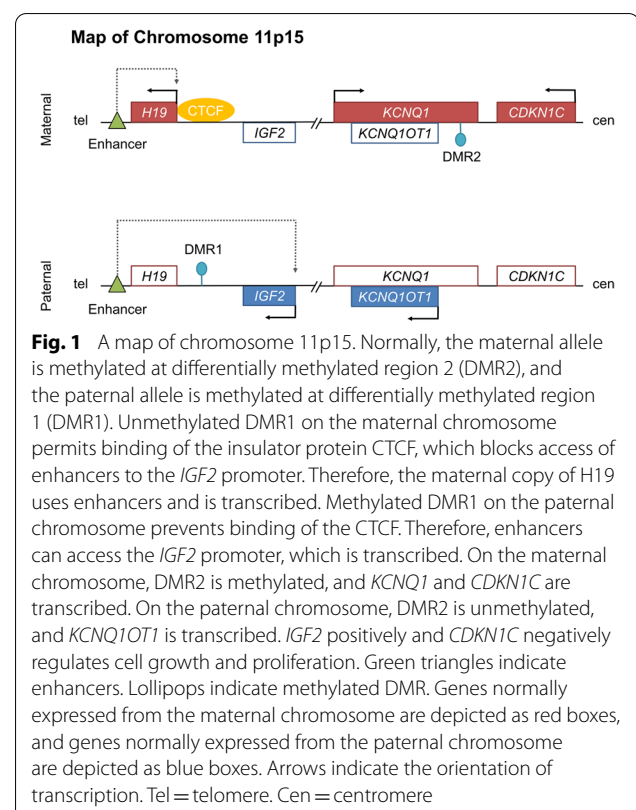 Map of Chromosome 11p15
Maternal
tel
Enhancer
H19
CTCF
IGF2
KCNQ1
KCNQ1OT1
DMR2
CDKN1C
cen
Paternal
tel
Enhancer
H19
DMR1
IGF2
KCNQ1
KCNQ1OT1
CDKN1C
cen
Fig. 1 A map of chromosome 11p15. Normally, the maternal allele
is methylated at differentially methylated region 2 (DMR2), and
the paternal allele is methylated at differentially methylated region
1 (DMR1). Unmethylated DMR1 on the maternal chromosome
permits binding of the insulator protein CTCF, which blocks access of
enhancers to the IGF2 promoter. Therefore, the maternal copy of H19
uses enhancers and is transcribed. Methylated DMR1 on the paternal
chromosome prevents binding of the CTCF. Therefore, enhancers
can access the IGF2 promoter, which is transcribed. On the maternal
chromosome, DMR2 is methylated, and KCNQ1 and CDKN1C are
transcribed. On the paternal chromosome, DMR2 is unmethylated,
and KCNQ1OT1 is transcribed. IGF2 positively and CDKN1C negatively
regulates cell growth and proliferation. Green triangles indicate
enhancers. Lollipops indicate methylated DMR. Genes normally
expressed from the maternal chromosome are depicted as red boxes,
and genes normally expressed from the paternal chromosome
are depicted as blue boxes. Arrows indicate the orientation of
transcription. Tel = telomere. Cen = centromere